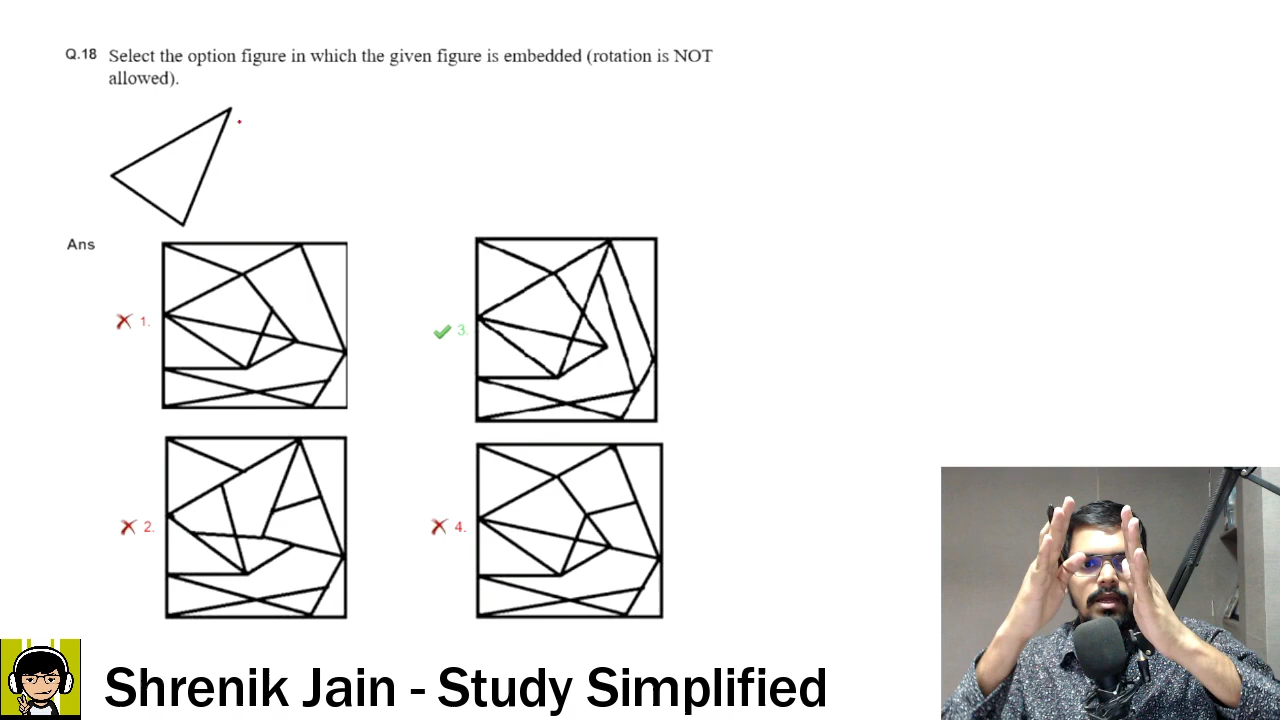 Q.18 Select the option figure in which the given figure is embedded (rotation is NOT
allowed).
Ans
1.
3.
2.
4.
Shrenik Jain - Study Simplified